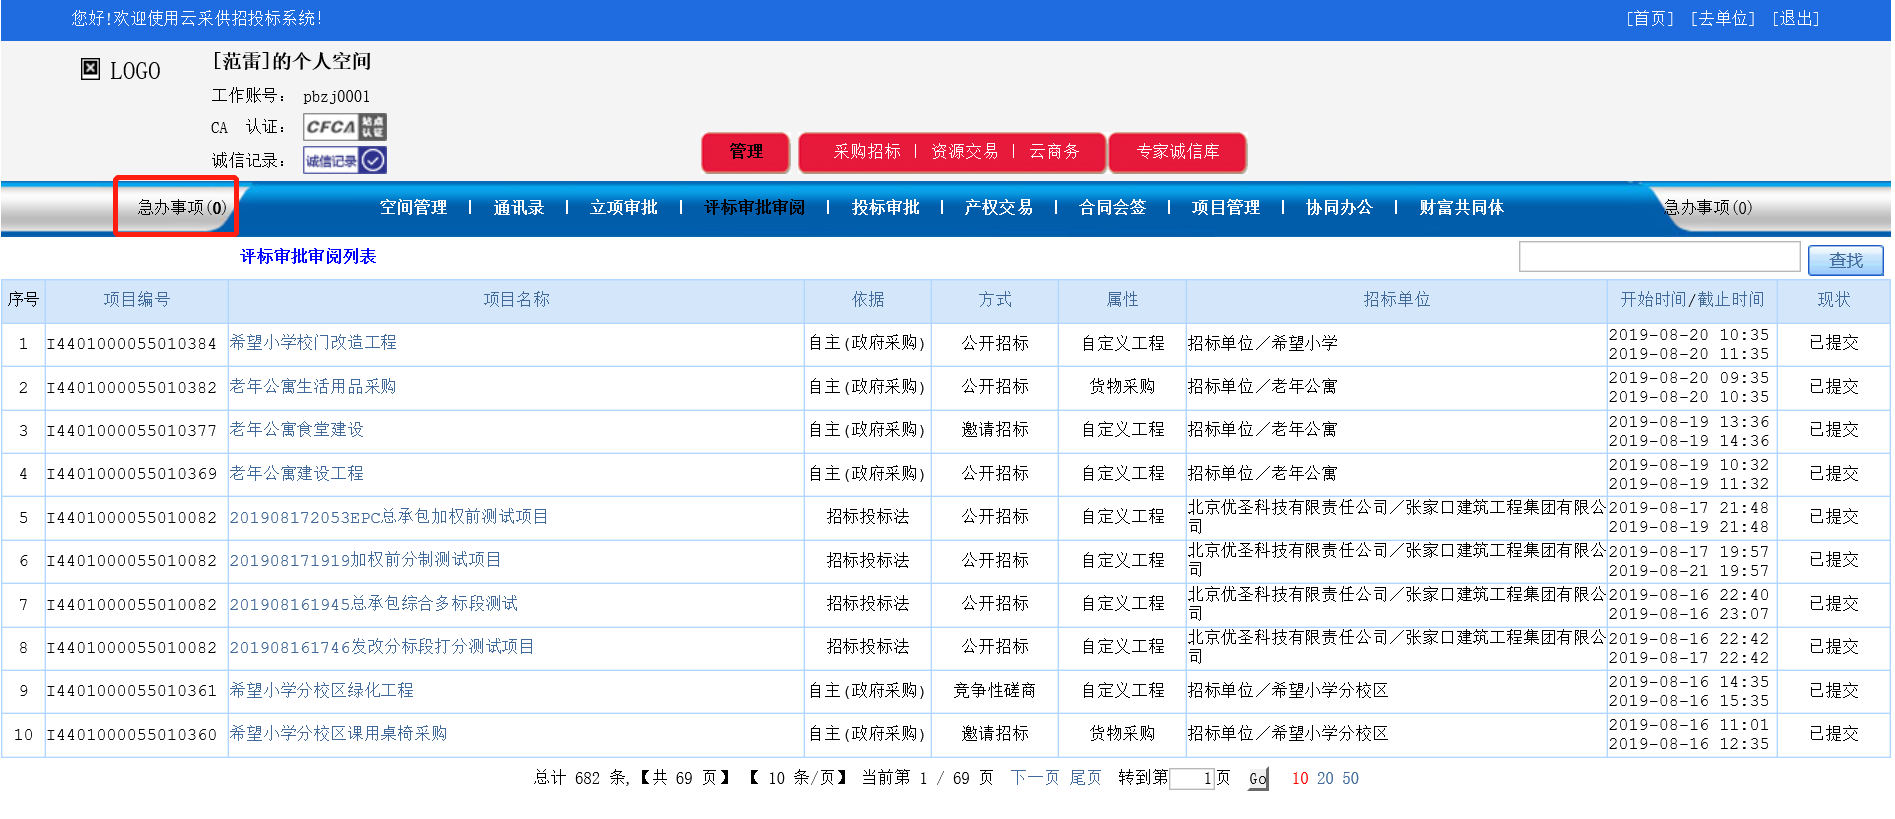 您好!欢迎使用云采供招投标系统!
[首页] [去单位] [退出]
LOGO
[范雷]的个人空间
工作账号: pbzj0001
CA 认证: CFCA 站点认证
诚信记录: 诚信记录
管理 采购招标 | 资源交易 | 云商务 专家诚信库
急办事项(0) 空间管理 | 通讯录 | 立项审批 | 评标审批审阅 | 投标审批 | 产权交易 | 合同会签 | 项目管理 | 协同办公 | 财富共同体 急办事项(0)
评标审批审阅列表 查找
序号 项目编号 项目名称 依据 方式 属性 招标单位 开始时间/截止时间 现状
1 I4401000055010384 希望小学校门改造工程 自主(政府采购) 公开招标 自定义工程 招标单位／希望小学 2019-08-20 10:35 已提交
2019-08-20 11:35
2 I4401000055010382 老年公寓生活用品采购 自主(政府采购) 公开招标 货物采购 招标单位／老年公寓 2019-08-20 09:35 已提交
2019-08-20 10:35
3 I4401000055010377 老年公寓食堂建设 自主(政府采购) 邀请招标 自定义工程 招标单位／老年公寓 2019-08-19 13:36 已提交
2019-08-19 14:36
4 I4401000055010369 老年公寓建设工程 自主(政府采购) 公开招标 自定义工程 招标单位／老年公寓 2019-08-19 10:32 已提交
2019-08-19 11:32
5 I4401000055010082 201908172053EPC总承包加权前测试项目 招标投标法 公开招标 自定义工程 北京优圣科技有限责任公司／张家口建筑工程集团有限公 2019-08-17 21:48 已提交
司 2019-08-19 21:48
6 I4401000055010082 201908171919加权前分制测试项目 招标投标法 公开招标 自定义工程 北京优圣科技有限责任公司／张家口建筑工程集团有限公 2019-08-17 19:57 已提交
司 2019-08-21 19:57
7 I4401000055010082 201908161945总承包综合多标段测试 招标投标法 公开招标 自定义工程 北京优圣科技有限责任公司／张家口建筑工程集团有限公 2019-08-16 22:40 已提交
司 2019-08-16 23:07
8 I4401000055010082 201908161746发改分标段打分测试项目 招标投标法 公开招标 自定义工程 北京优圣科技有限责任公司／张家口建筑工程集团有限公 2019-08-16 22:42 已提交
司 2019-08-17 22:42
9 I4401000055010361 希望小学分校区绿化工程 自主(政府采购) 竞争性磋商 自定义工程 招标单位／希望小学分校区 2019-08-16 14:35 已提交
2019-08-16 15:35
10 I4401000055010360 希望小学分校区课用桌椅采购 自主(政府采购) 邀请招标 货物采购 招标单位／希望小学分校区 2019-08-16 11:01 已提交
2019-08-16 12:35
总计 682 条,【共 69 页】 【 10 条/页】 当前第 1 / 69 页 下一页 尾页 转到第 1 页 Go 10 20 50